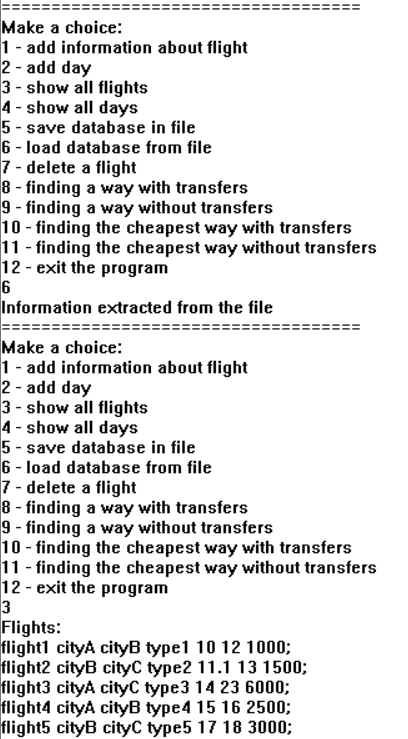 ===================================
Make a choice:
1 - add information about flight
2 - add day
3 - show all flights
4 - show all days
5 - save database in file
6 - load database from file
7 - delete a flight
8 - finding a way with transfers
9 - finding a way without transfers
10 - finding the cheapest way with transfers
11 - finding the cheapest way without transfers
12 - exit the program
6
Information extracted from the file
===================================
Make a choice:
1 - add information about flight
2 - add day
3 - show all flights
4 - show all days
5 - save database in file
6 - load database from file
7 - delete a flight
8 - finding a way with transfers
9 - finding a way without transfers
10 - finding the cheapest way with transfers
11 - finding the cheapest way without transfers
12 - exit the program
3
Flights:
flight1 cityA cityB type1 10 12 1000;
flight2 cityB cityC type2 11.1 13 1500;
flight3 cityA cityC type3 14 23 6000;
flight4 cityA cityB type4 15 16 2500;
flight5 cityB cityC type5 17 18 3000;